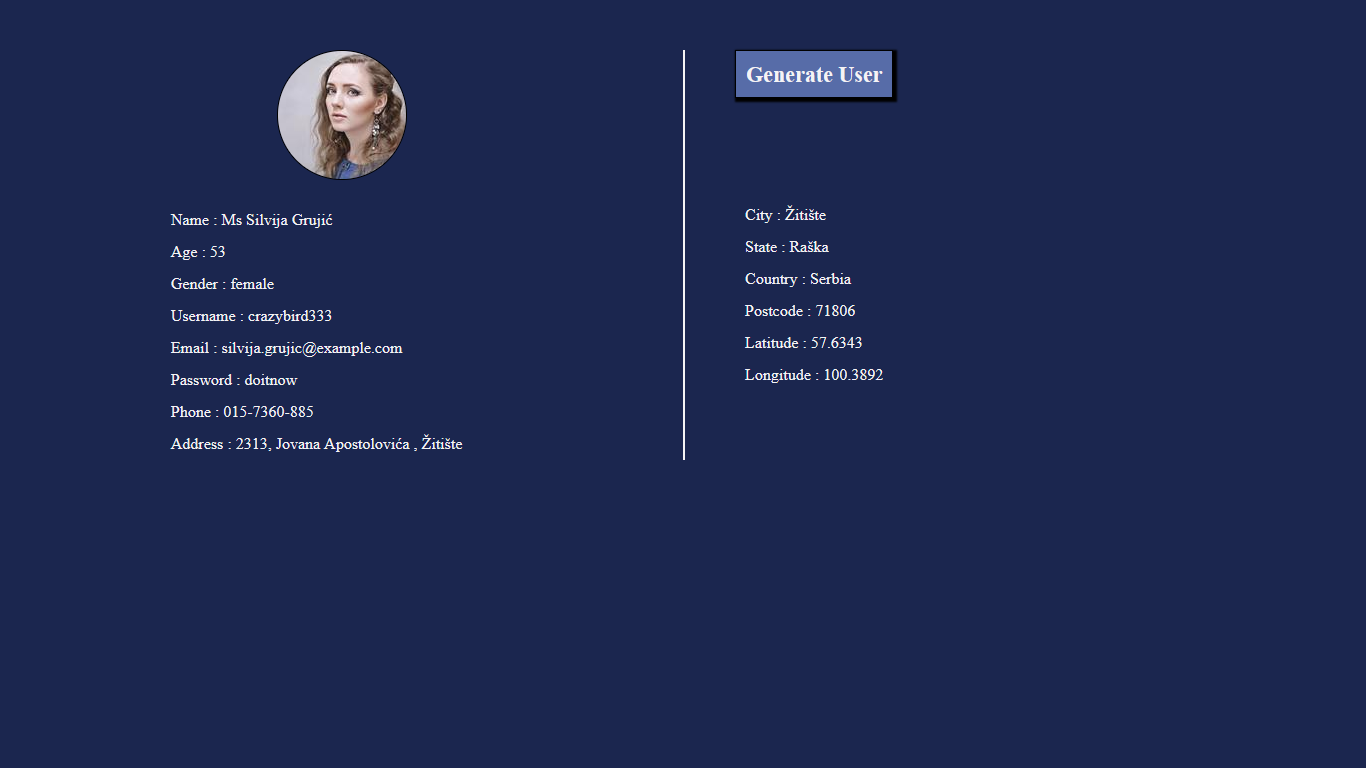 Generate User
Name : Ms Silvija Grujić
Age : 53
Gender : female
Username : crazybird333
Email : silvija.grujic@example.com
Password : doitnow
Phone : 015-7360-885
Address : 2313, Jovana Apostolovića , Žitište
City : Žitište
State : Raška
Country : Serbia
Postcode : 71806
Latitude : 57.6343
Longitude : 100.3892